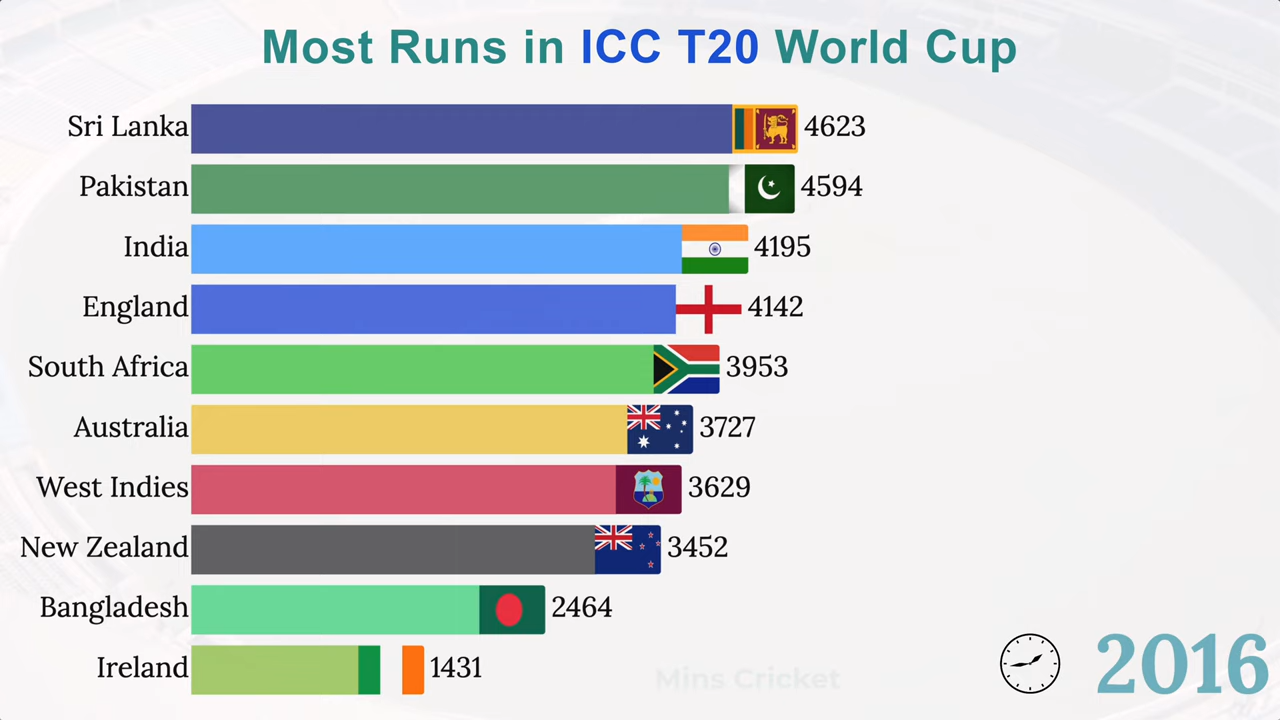 Most Runs in ICC T20 World Cup
Sri Lanka 4623
Pakistan 4594
India 4195
England 4142
South Africa 3953
Australia 3727
West Indies 3629
New Zealand 3452
Bangladesh 2464
Ireland 1431
Mins Cricket
2016